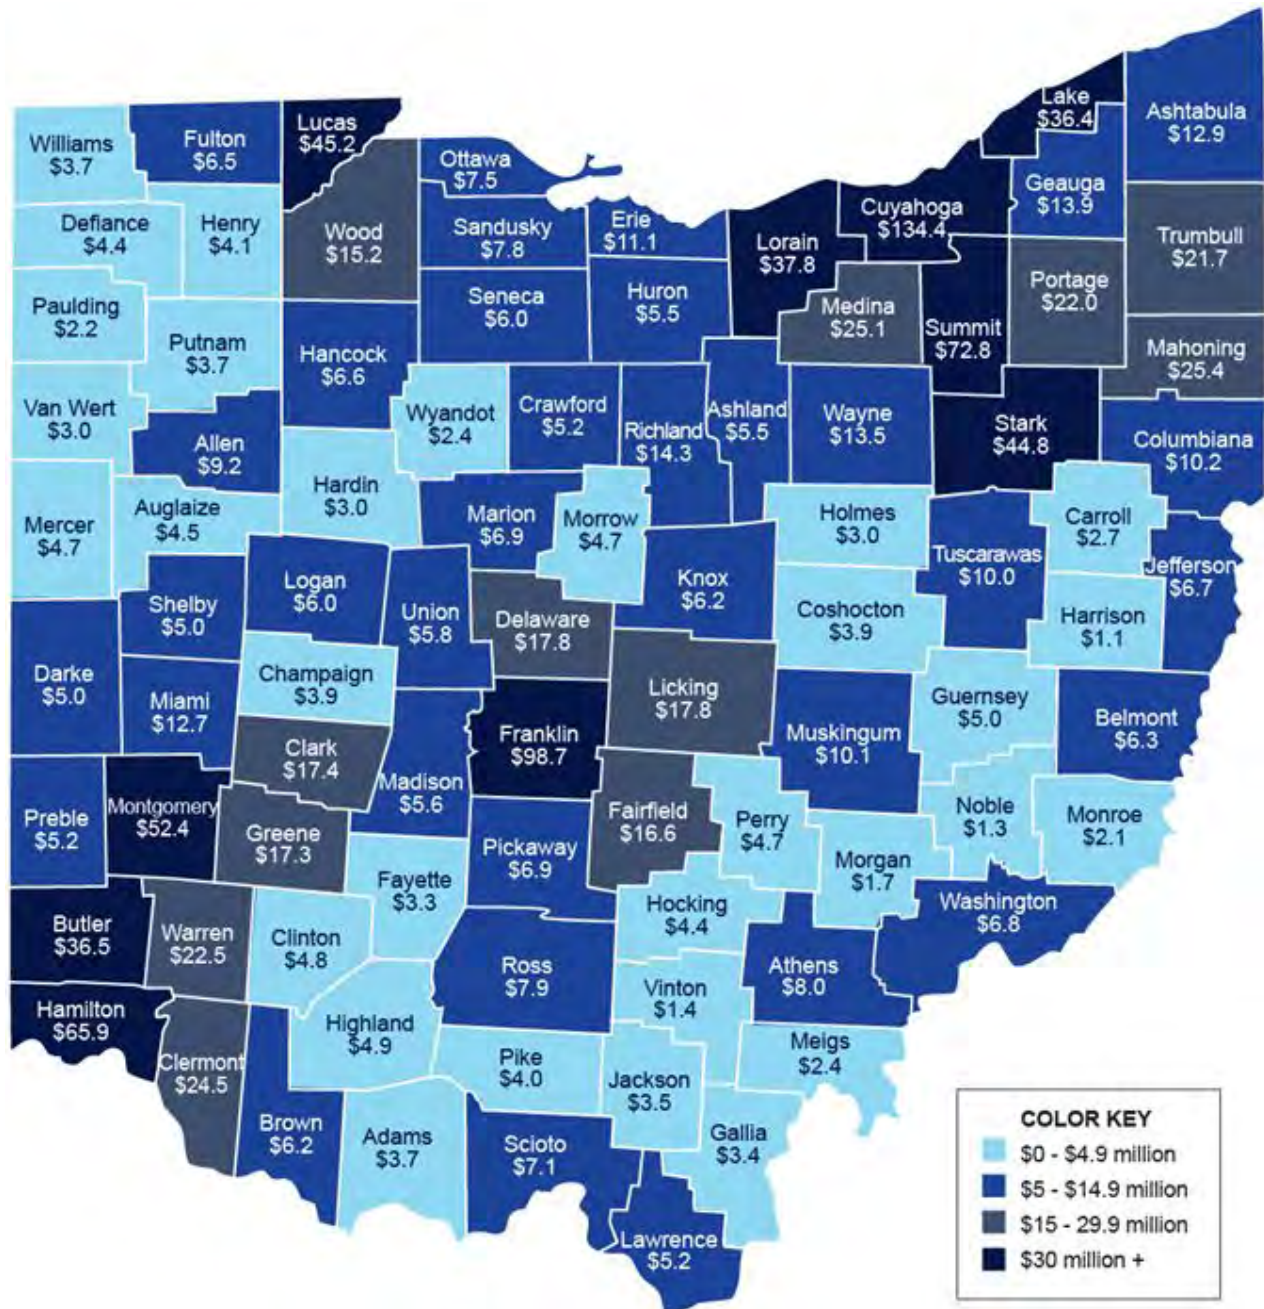 Lake
$36.4
Ashtabula
$12.9
Williams
$3.7
Fulton
$6.5
Lucas
$45.2
Ottawa
$7.5
Geauga
$13.9
Defiance
$4.4
Henry
$4.1
Wood
$15.2
Sandusky
$7.8
Erie
$11.1
Lorain
$37.8
Cuyahoga
$134.4
Trumbull
$21.7
Paulding
$2.2
Putnam
$3.7
Hancock
$6.6
Seneca
$6.0
Huron
$5.5
Medina
$25.1
Summit
$72.8
Portage
$22.0
Mahoning
$25.4
Van Wert
$3.0
Allen
$9.2
Wyandot
$2.4
Crawford
$5.2
Richland
$14.3
Ashland
$5.5
Wayne
$13.5
Stark
$44.8
Columbiana
$10.2
Mercer
$4.7
Auglaize
$4.5
Hardin
$3.0
Marion
$6.9
Morrow
$4.7
Holmes
$3.0
Tuscarawas
$10.0
Carroll
$2.7
Jefferson
$6.7
Shelby
$5.0
Logan
$6.0
Union
$5.8
Delaware
$17.8
Knox
$6.2
Coshocton
$3.9
Harrison
$1.1
Darke
$5.0
Miami
$12.7
Champaign
$3.9
Licking
$17.8
Guernsey
$5.0
Belmont
$6.3
Clark
$17.4
Madison
$5.6
Franklin
$98.7
Muskingum
$10.1
Preble
$5.2
Montgomery
$52.4
Greene
$17.3
Pickaway
$6.9
Fairfield
$16.6
Perry
$4.7
Morgan
$1.7
Noble
$1.3
Monroe
$2.1
Butler
$36.5
Warren
$22.5
Clinton
$4.8
Fayette
$3.3
Ross
$7.9
Hocking
$4.4
Athens
$8.0
Washington
$6.8
Hamilton
$65.9
Clermont
$24.5
Highland
$4.9
Pike
$4.0
Vinton
$1.4
Jackson
$3.5
Meigs
$2.4
Brown
$6.2
Adams
$3.7
Scioto
$7.1
Gallia
$3.4
Lawrence
$5.2
COLOR KEY
$0 - $4.9 million
$5 - $14.9 million
$15 - 29.9 million
$30 million +